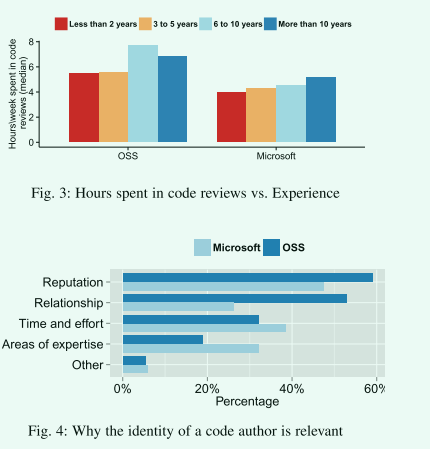 Less than 2 years 3 to 5 years 6 to 10 years More than 10 years
Hours\week spent in code
reviews (median)
8
6
4
2
0
OSS Microsoft
Fig. 3: Hours spent in code reviews vs. Experience
Microsoft OSS
Reputation
Relationship
Time and effort
Areas of expertise
Other
0% 20% 40% 60%
Percentage
Fig. 4: Why the identity of a code author is relevant